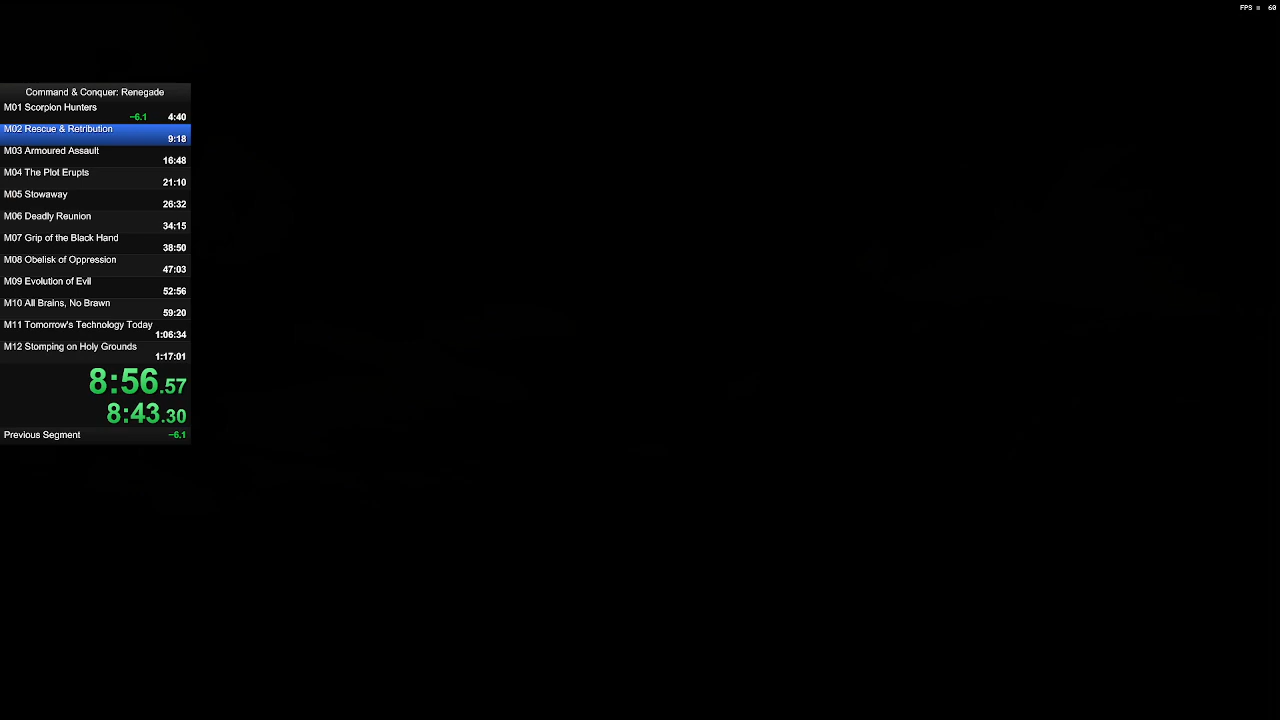 FPS = 60
Command & Conquer: Renegade
M01 Scorpion Hunters
-6.1 4:40
M02 Rescue & Retribution
9:18
M03 Armoured Assault
16:48
M04 The Plot Erupts
21:10
M05 Stowaway
26:32
M06 Deadly Reunion
34:15
M07 Grip of the Black Hand
38:50
M08 Obelisk of Oppression
47:03
M09 Evolution of Evil
52:56
M10 All Brains, No Brawn
59:20
M11 Tomorrow's Technology Today
1:06:34
M12 Stomping on Holy Grounds
1:17:01
8:56.57
8:43.30
Previous Segment -6.1